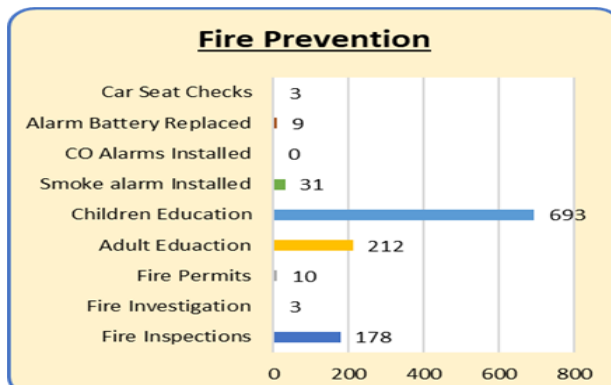 Fire Prevention
Car Seat Checks 3
Alarm Battery Replaced 9
CO Alarms Installed 0
Smoke alarm Installed 31
Children Education 693
Adult Eduaction 212
Fire Permits 10
Fire Investigation 3
Fire Inspections 178
0 200 400 600 800